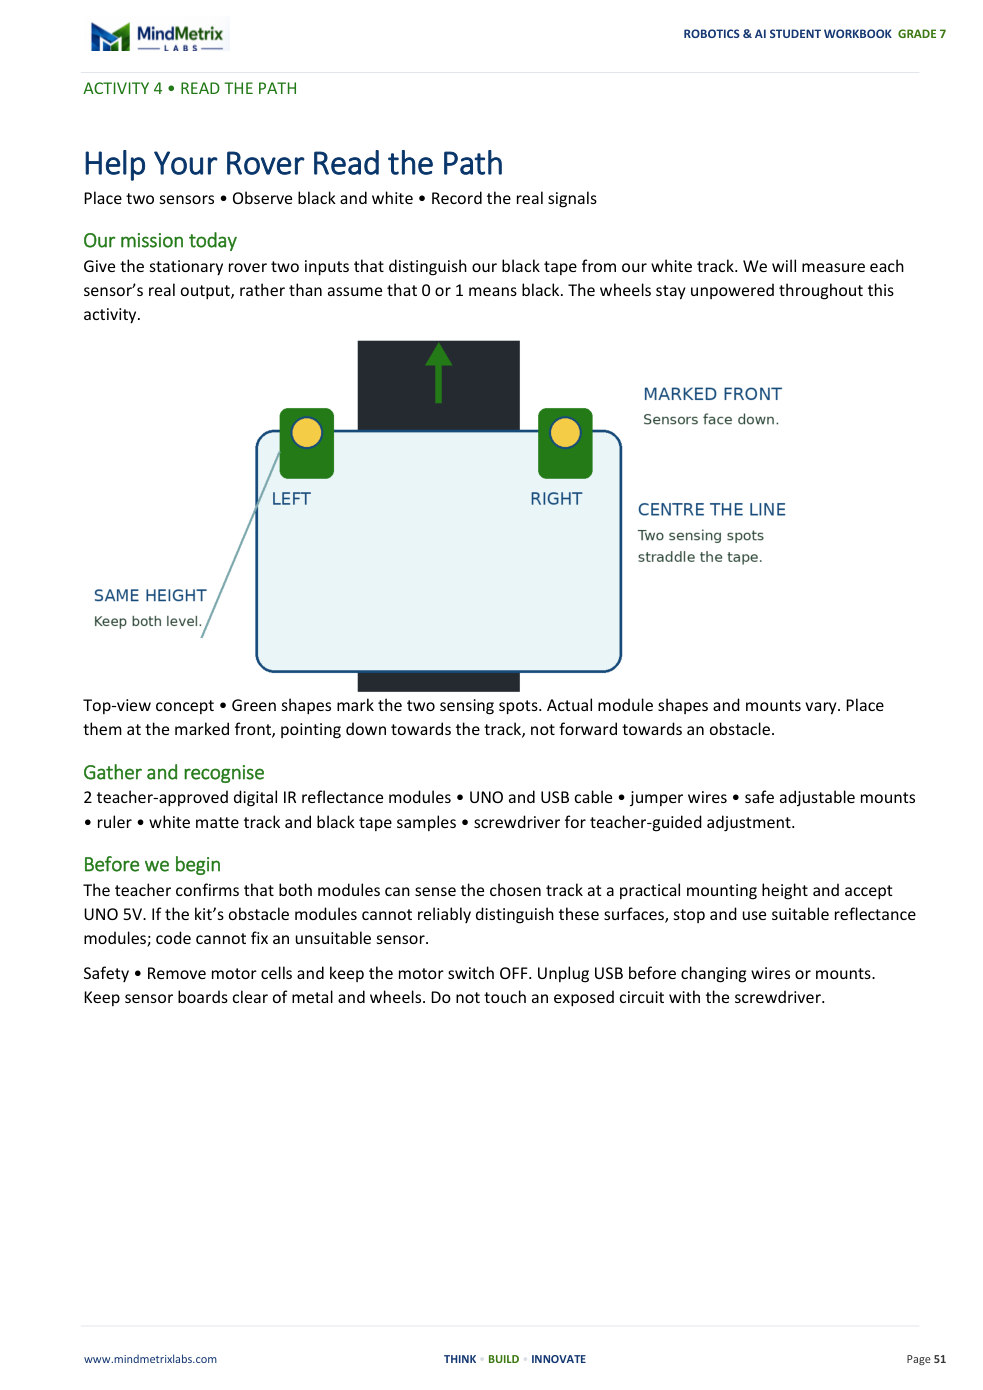 MindMetrix
LABS
ROBOTICS & AI STUDENT WORKBOOK GRADE 7
ACTIVITY 4 • READ THE PATH
Help Your Rover Read the Path
Place two sensors • Observe black and white • Record the real signals
Our mission today
Give the stationary rover two inputs that distinguish our black tape from our white track. We will measure each
sensor’s real output, rather than assume that 0 or 1 means black. The wheels stay unpowered throughout this
activity.
MARKED FRONT
Sensors face down.
LEFT
RIGHT
CENTRE THE LINE
Two sensing spots
straddle the tape.
SAME HEIGHT
Keep both level.
Top-view concept • Green shapes mark the two sensing spots. Actual module shapes and mounts vary. Place
them at the marked front, pointing down towards the track, not forward towards an obstacle.
Gather and recognise
2 teacher-approved digital IR reflectance modules • UNO and USB cable • jumper wires • safe adjustable mounts
• ruler • white matte track and black tape samples • screwdriver for teacher-guided adjustment.
Before we begin
The teacher confirms that both modules can sense the chosen track at a practical mounting height and accept
UNO 5V. If the kit’s obstacle modules cannot reliably distinguish these surfaces, stop and use suitable reflectance
modules; code cannot fix an unsuitable sensor.
Safety • Remove motor cells and keep the motor switch OFF. Unplug USB before changing wires or mounts.
Keep sensor boards clear of metal and wheels. Do not touch an exposed circuit with the screwdriver.
www.mindmetrixlabs.com
THINK • BUILD • INNOVATE
Page 51